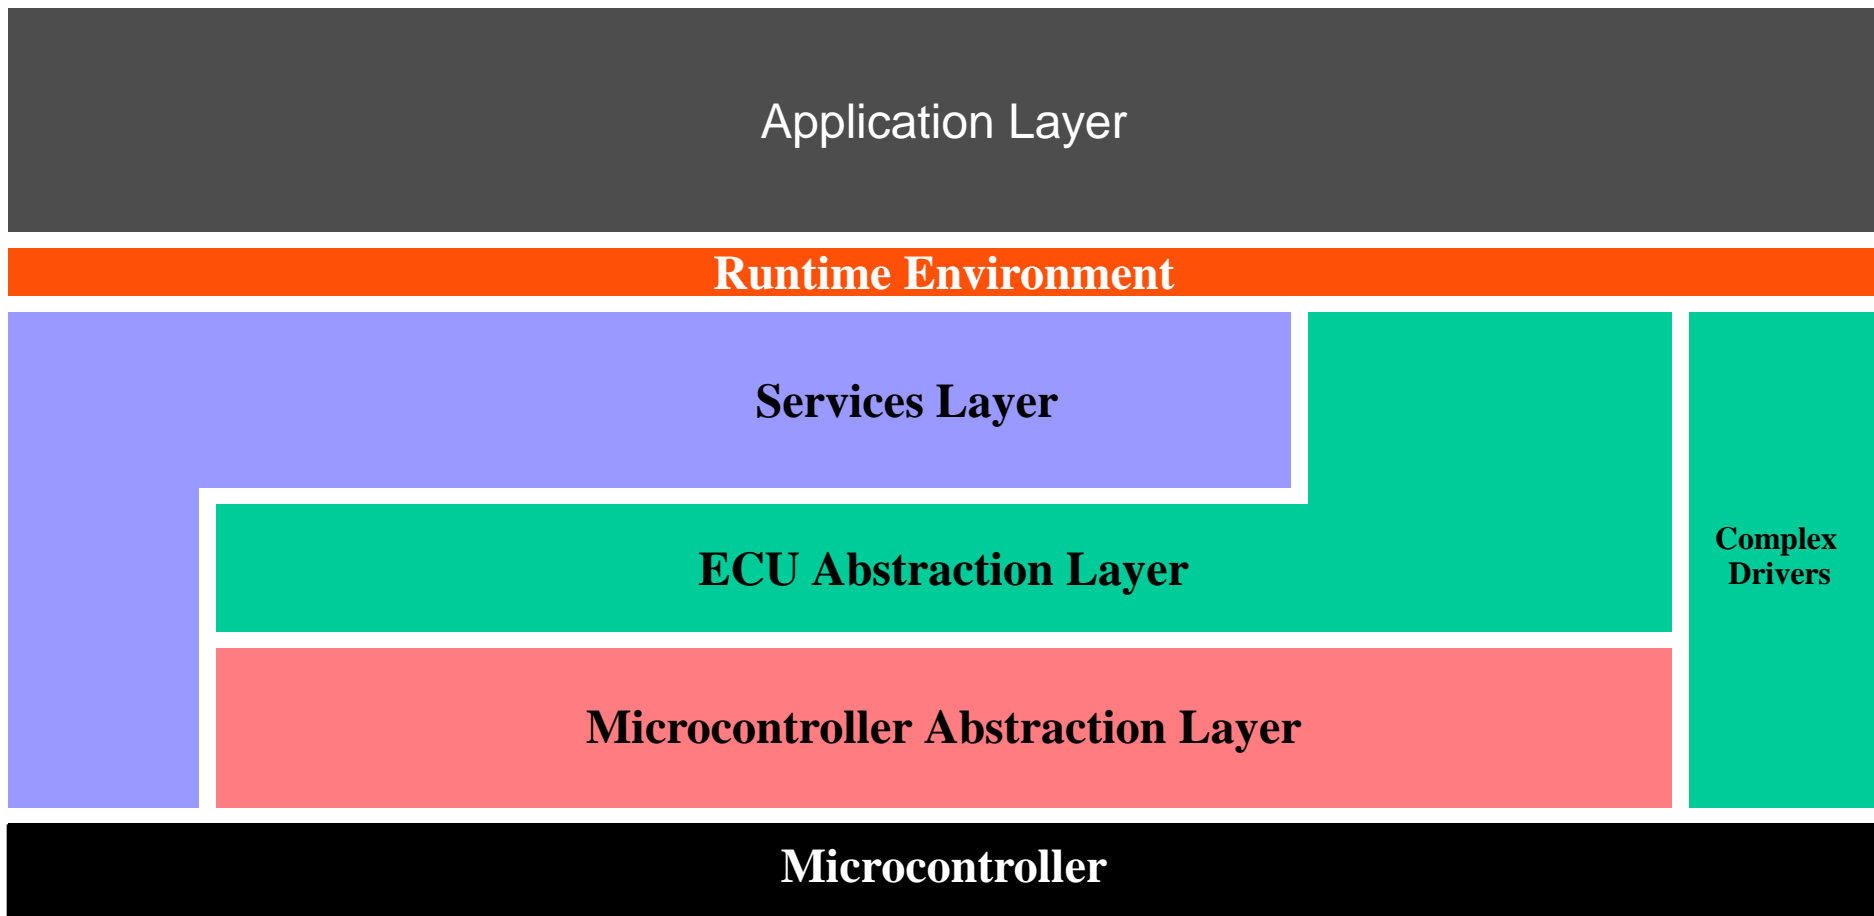 Application Layer
Runtime Environment
Services Layer
ECU Abstraction Layer
Complex
Drivers
Microcontroller Abstraction Layer
Microcontroller